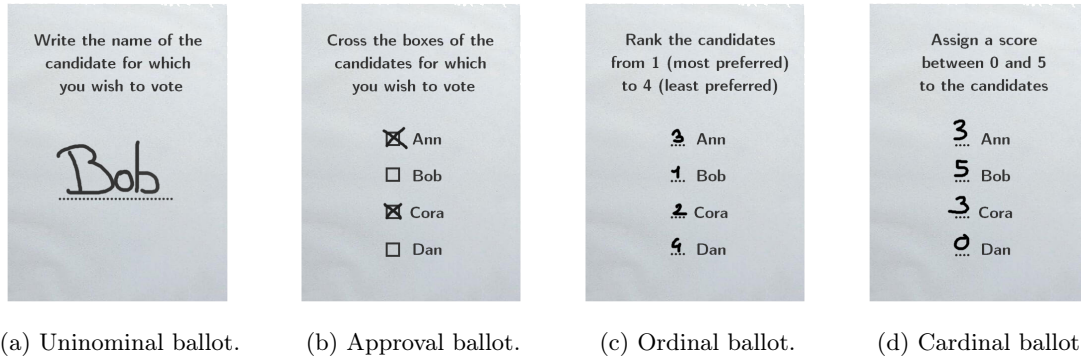 Write the name of the
candidate for which
you wish to vote
Bob
(a) Uninominal ballot.
Cross the boxes of the
candidates for which
you wish to vote
Ann
Bob
Cora
Dan
(b) Approval ballot.
Rank the candidates
from 1 (most preferred)
to 4 (least preferred)
3 Ann
1 Bob
2 Cora
4 Dan
(c) Ordinal ballot.
Assign a score
between 0 and 5
to the candidates
3 Ann
5 Bob
3 Cora
0 Dan
(d) Cardinal ballot